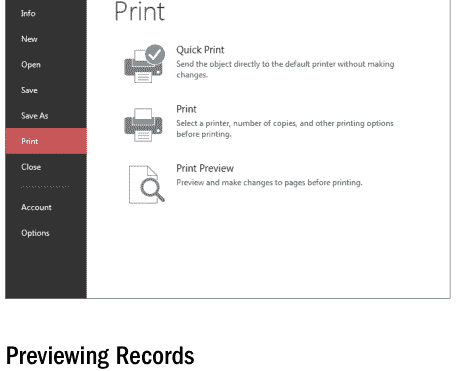 Info
New
Open
Save
Save As
Print
Close
Account
Options
Print
Quick Print
Send the object directly to the default printer without making
changes.
Print
Select a printer, number of copies, and other printing options
before printing.
Print Preview
Preview and make changes to pages before printing.
Previewing Records